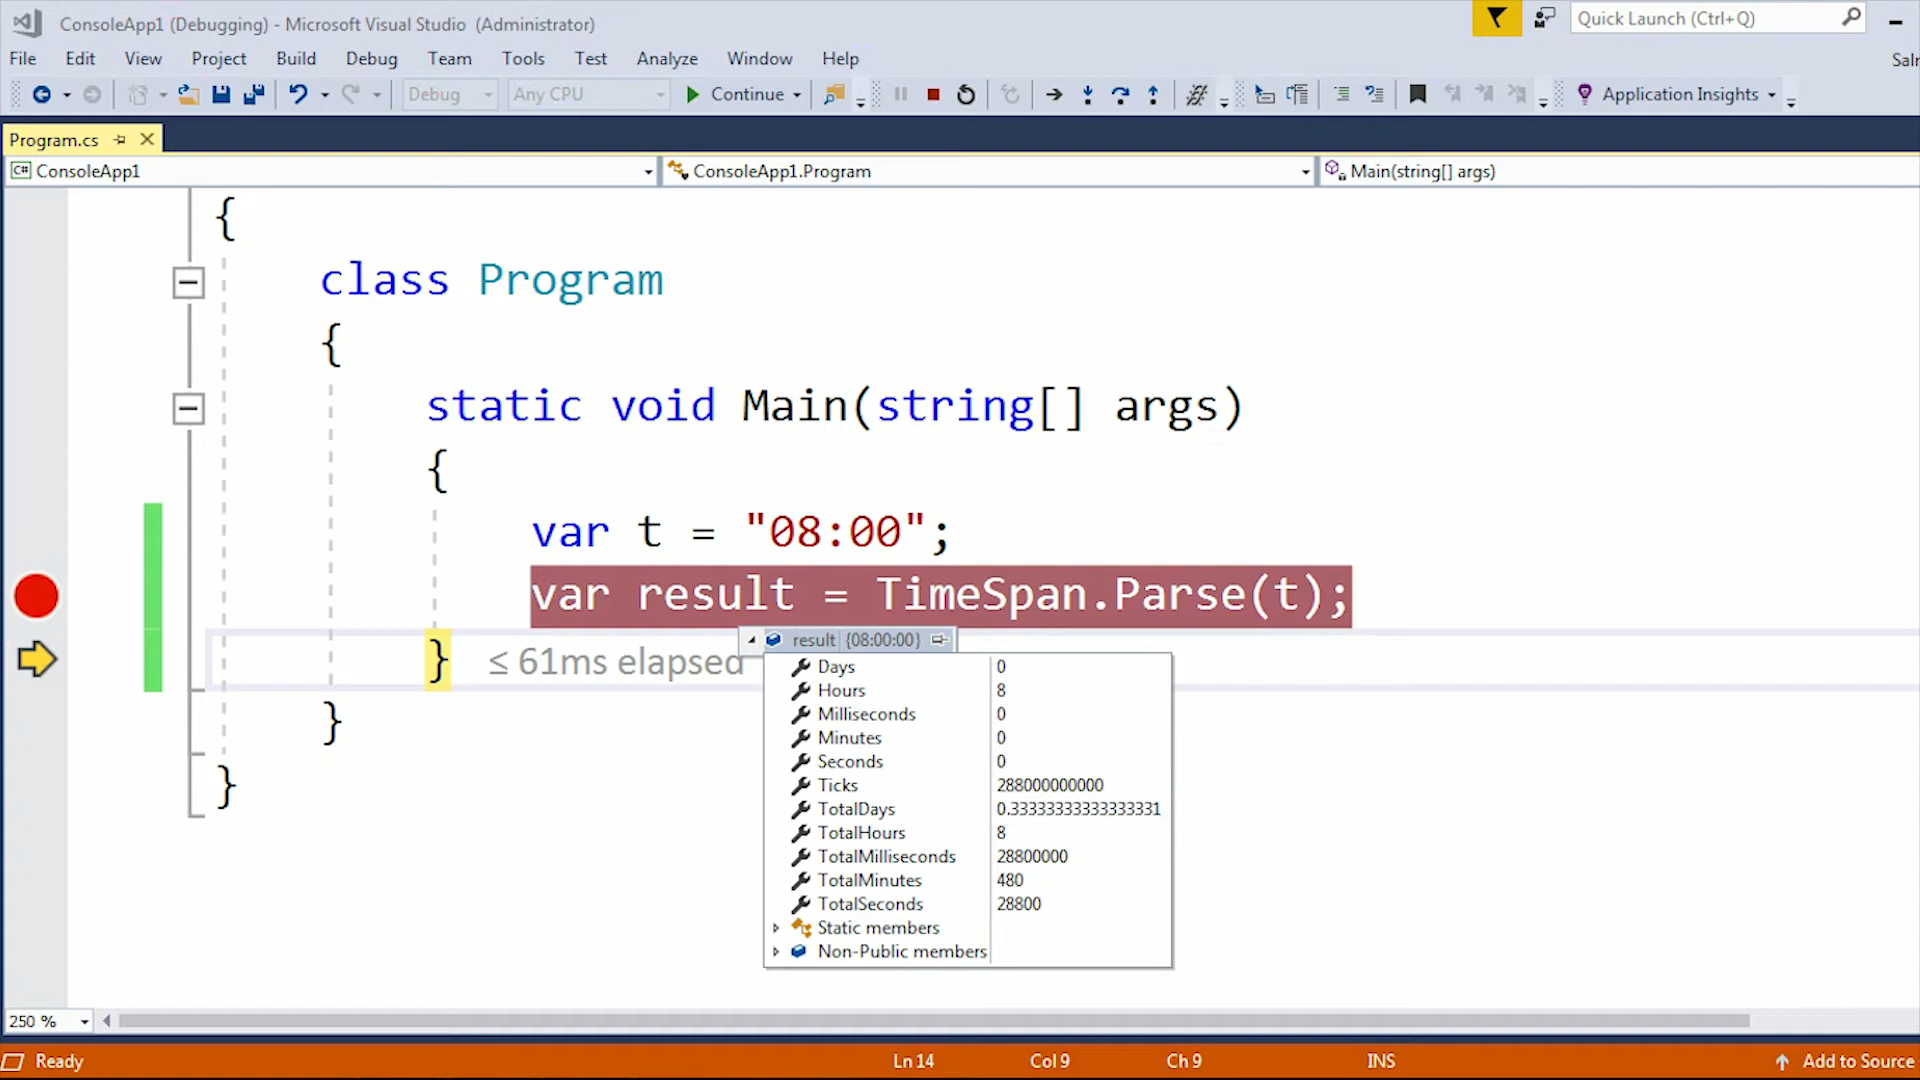 ConsoleApp1 (Debugging) - Microsoft Visual Studio (Administrator)
Quick Launch (Ctrl+Q)
File Edit View Project Build Debug Team Tools Test Analyze Window Help
Debug Any CPU Continue Application Insights
Program.cs
C# ConsoleApp1 ConsoleApp1.Program Main(string[] args)
{
class Program
{
static void Main(string[] args)
{
var t = "08:00";
var result = TimeSpan.Parse(t);
} ≤ 61ms elapsed
result {08:00:00}
Days 0
Hours 8
Milliseconds 0
Minutes 0
Seconds 0
Ticks 288000000000
TotalDays 0.33333333333333331
TotalHours 8
TotalMilliseconds 28800000
TotalMinutes 480
TotalSeconds 28800
Static members
Non-Public members
}
}
250 %
Ready Ln 14 Col 9 Ch 9 INS Add to Source